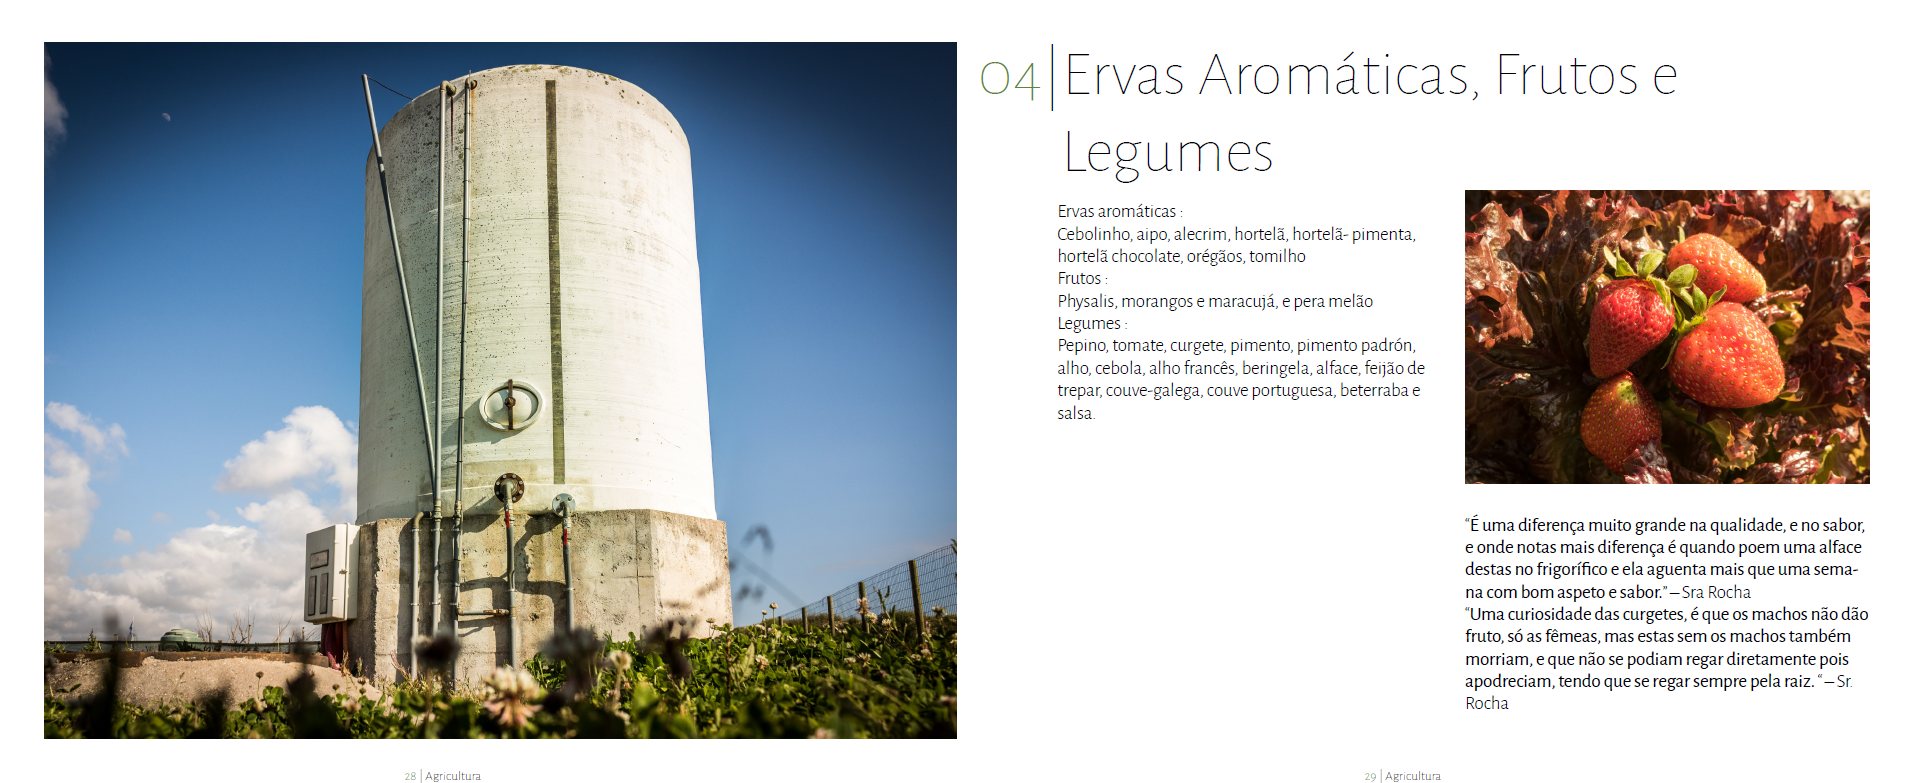 04 Ervas Aromáticas, Frutos e
Legumes
Ervas aromáticas :
Cebolinho, aipo, alecrim, hortelã, hortelã- pimenta,
hortelã chocolate, orégãos, tomilho
Frutos :
Physalis, morangos e maracujá, e pera melão
Legumes :
Pepino, tomate, curgete, pimento, pimento padrón,
alho, cebola, alho francês, beringela, alface, feijão de
trepar, couve-galega, couve portuguesa, beterraba e
salsa.
“É uma diferença muito grande na qualidade, e no sabor,
e onde notas mais diferença é quando poem uma alface
destas no frigorífico e ela aguenta mais que uma sema-
na com bom aspeto e sabor.” – Sra Rocha
“Uma curiosidade das curgetes, é que os machos não dão
fruto, só as fêmeas, mas estas sem os machos também
morriam, e que não se podiam regar diretamente pois
apodreciam, tendo que se regar sempre pela raiz. “ – Sr.
Rocha
28 | Agricultura
29 | Agricultura